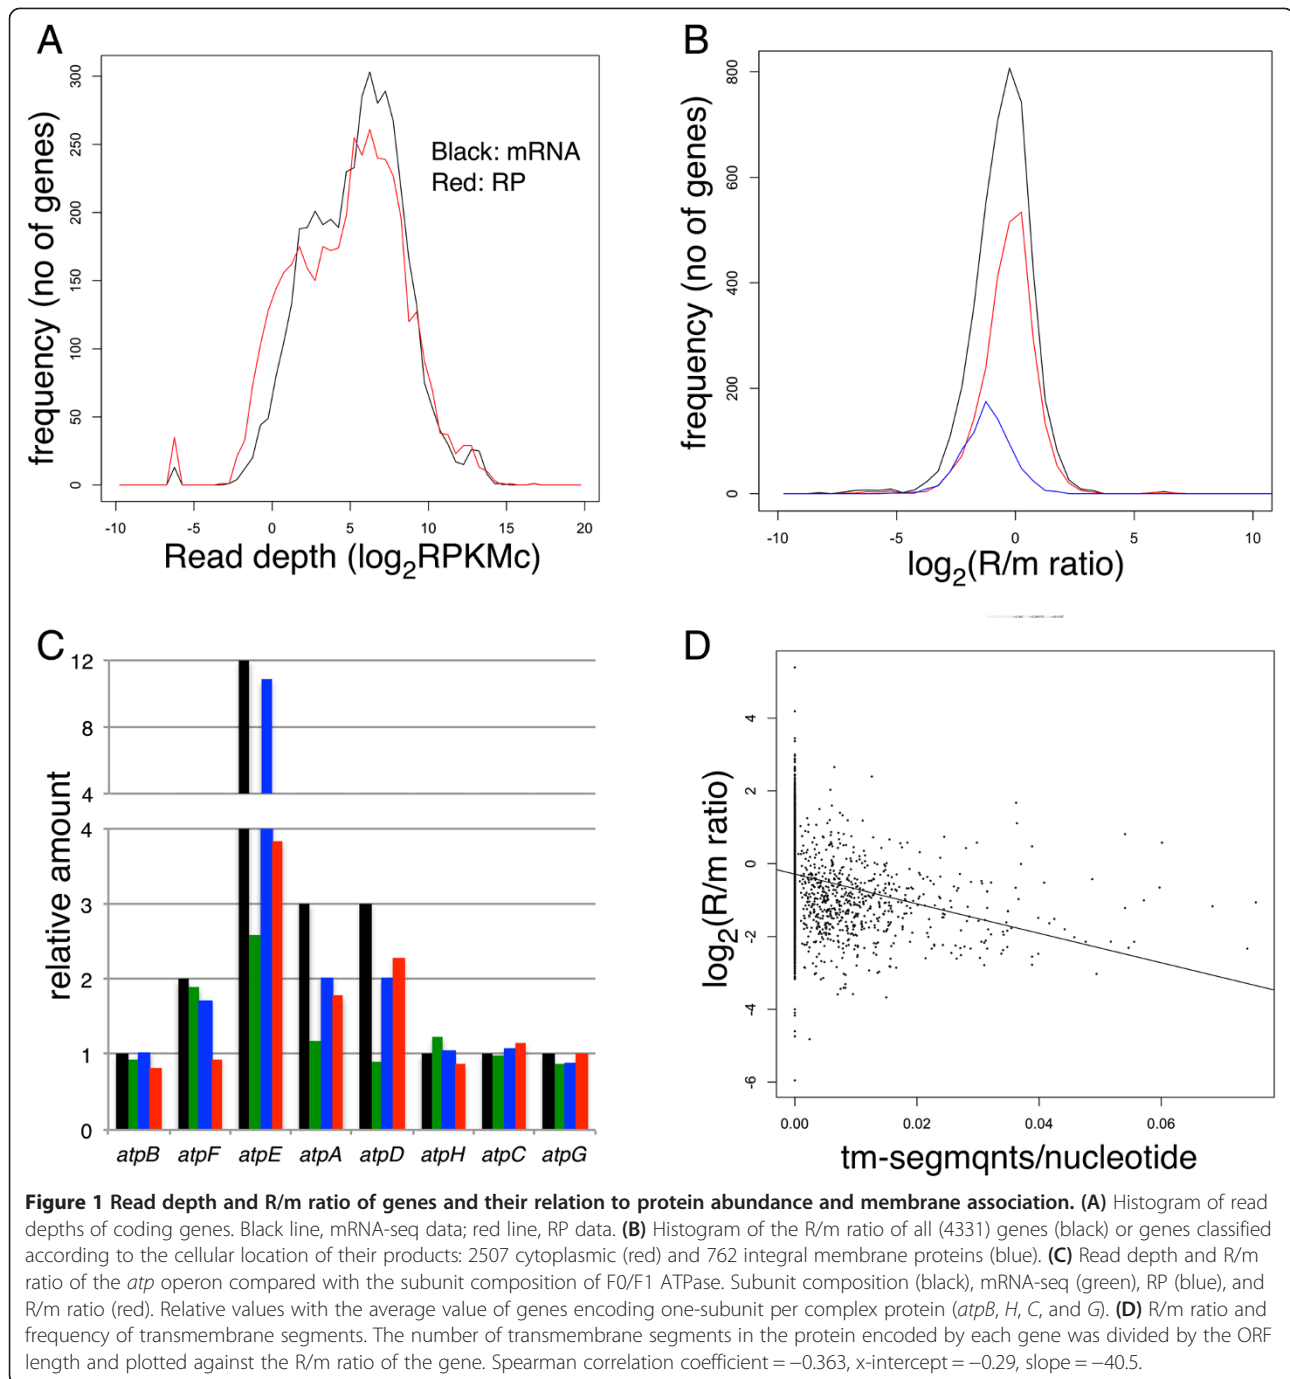 A
300
250
200
150
100
50
0
frequency (no of genes)
Black: mRNA
Red: RP
-10 -5 0 5 10 15 20
Read depth (log2RPKMc)
B
800
600
400
200
0
frequency (no of genes)
-10 -5 0 5 10
log2(R/m ratio)
C
12
8
4
4
3
2
1
0
relative amount
atpB atpF atpE atpA atpD atpH atpC atpG
D
4
2
0
-2
-4
-6
log2(R/m ratio)
0.00 0.02 0.04 0.06
tm-segmqnts/nucleotide
Figure 1 Read depth and R/m ratio of genes and their relation to protein abundance and membrane association. (A) Histogram of read
depths of coding genes. Black line, mRNA-seq data; red line, RP data. (B) Histogram of the R/m ratio of all (4331) genes (black) or genes classified
according to the cellular location of their products: 2507 cytoplasmic (red) and 762 integral membrane proteins (blue). (C) Read depth and R/m
ratio of the atp operon compared with the subunit composition of F0/F1 ATPase. Subunit composition (black), mRNA-seq (green), RP (blue), and
R/m ratio (red). Relative values with the average value of genes encoding one-subunit per complex protein (atpB, H, C, and G). (D) R/m ratio and
frequency of transmembrane segments. The number of transmembrane segments in the protein encoded by each gene was divided by the ORF
length and plotted against the R/m ratio of the gene. Spearman correlation coefficient = −0.363, x-intercept = −0.29, slope = −40.5.